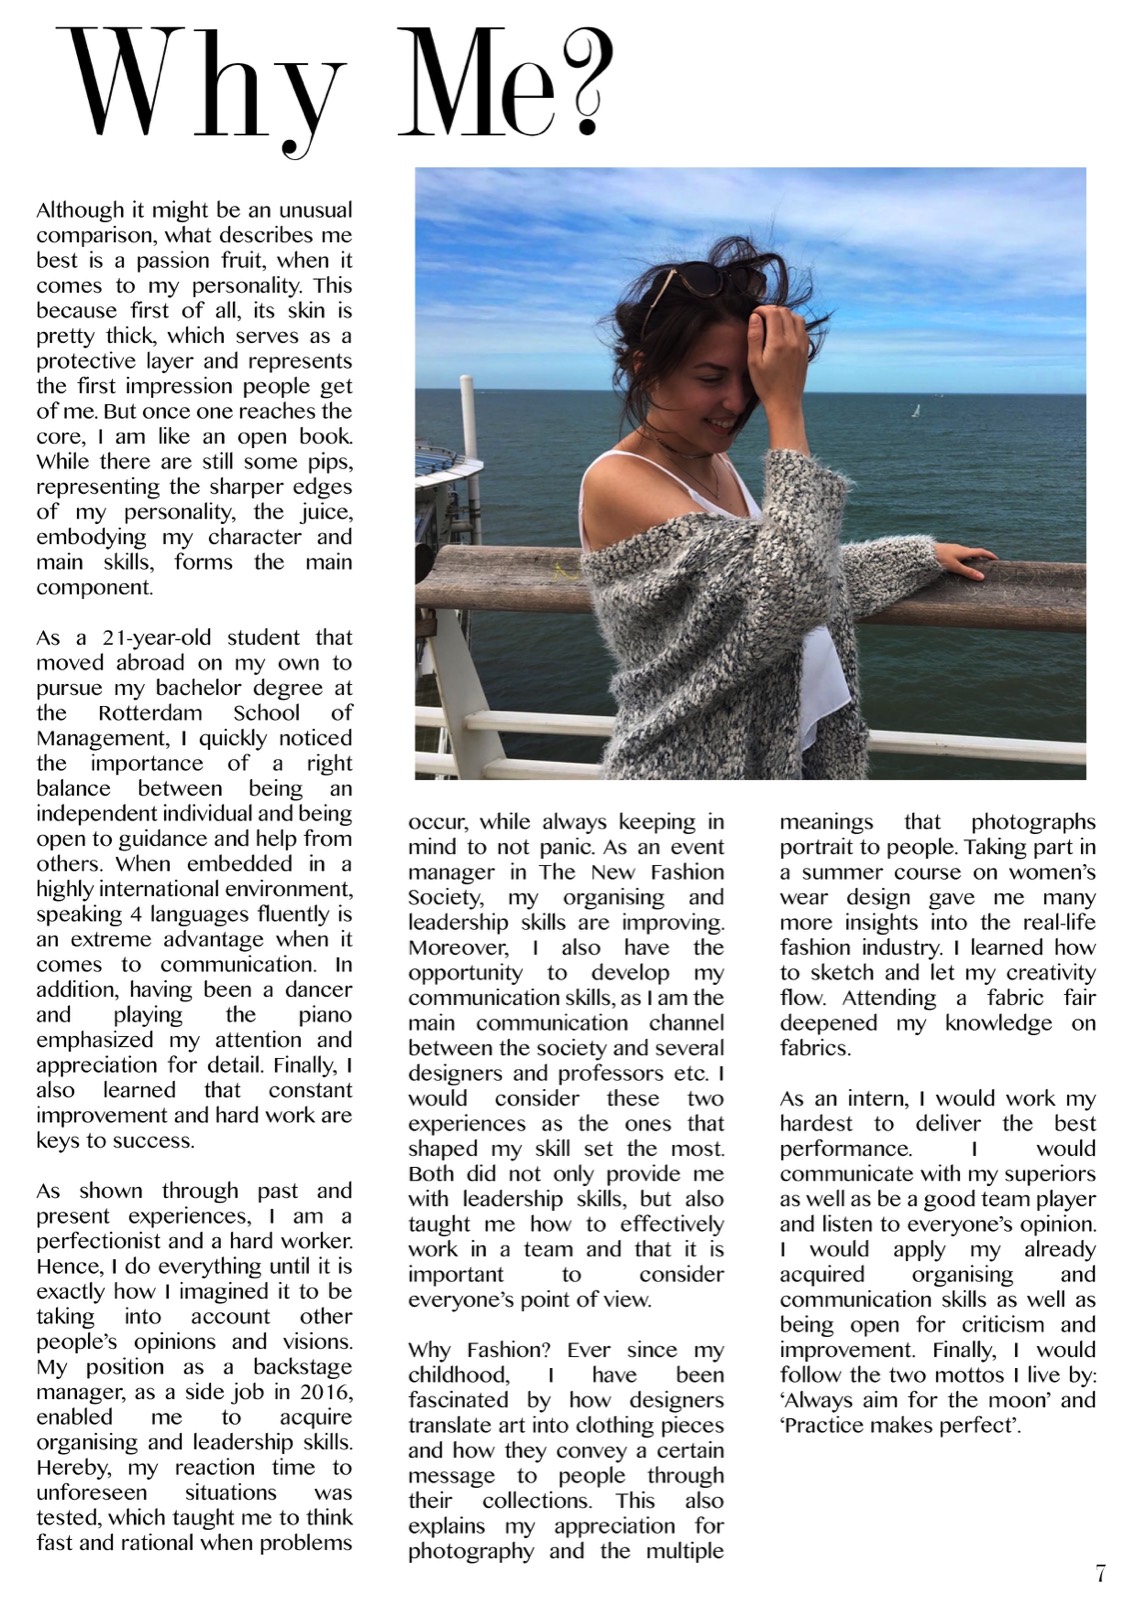 Why Me?
Although it might be an unusual
comparison, what describes me
best is a passion fruit, when it
comes to my personality. This
because first of all, its skin is
pretty thick, which serves as a
protective layer and represents
the first impression people get
of me. But once one reaches the
core, I am like an open book.
While there are still some pips,
representing the sharper edges
of my personality, the juice,
embodying my character and
main skills, forms the main
component.
As a 21-year-old student that
moved abroad on my own to
pursue my bachelor degree at
the Rotterdam School of
Management, I quickly noticed
the importance of a right
balance between being an
independent individual and being
open to guidance and help from
others. When embedded in a
highly international environment,
speaking 4 languages fluently is
an extreme advantage when it
comes to communication. In
addition, having been a dancer
and playing the piano
emphasized my attention and
appreciation for detail. Finally, I
also learned that constant
improvement and hard work are
keys to success.
As shown through past and
present experiences, I am a
perfectionist and a hard worker.
Hence, I do everything until it is
exactly how I imagined it to be
taking into account other
people's opinions and visions.
My position as a backstage
manager, as a side job in 2016,
enabled me to acquire
organising and leadership skills.
Hereby, my reaction time to
unforeseen situations was
tested, which taught me to think
fast and rational when problems
occur, while always keeping in
mind to not panic. As an event
manager in The New Fashion
Society, my organising and
leadership skills are improving.
Moreover, I also have the
opportunity to develop my
communication skills, as I am the
main communication channel
between the society and several
designers and professors etc. I
would consider these two
experiences as the ones that
shaped my skill set the most.
Both did not only provide me
with leadership skills, but also
taught me how to effectively
work in a team and that it is
important to consider
everyone's point of view.
Why Fashion? Ever since my
childhood, I have been
fascinated by how designers
translate art into clothing pieces
and how they convey a certain
message to people through
their collections. This also
explains my appreciation for
photography and the multiple
meanings that photographs
portrait to people. Taking part in
a summer course on women's
wear design gave me many
more insights into the real-life
fashion industry. I learned how
to sketch and let my creativity
flow. Attending a fabric fair
deepened my knowledge on
fabrics.
As an intern, I would work my
hardest to deliver the best
performance. I would
communicate with my superiors
as well as be a good team player
and listen to everyone's opinion.
I would apply my already
acquired organising and
communication skills as well as
being open for criticism and
improvement. Finally, I would
follow the two mottos I live by:
'Always aim for the moon' and
'Practice makes perfect'.
7